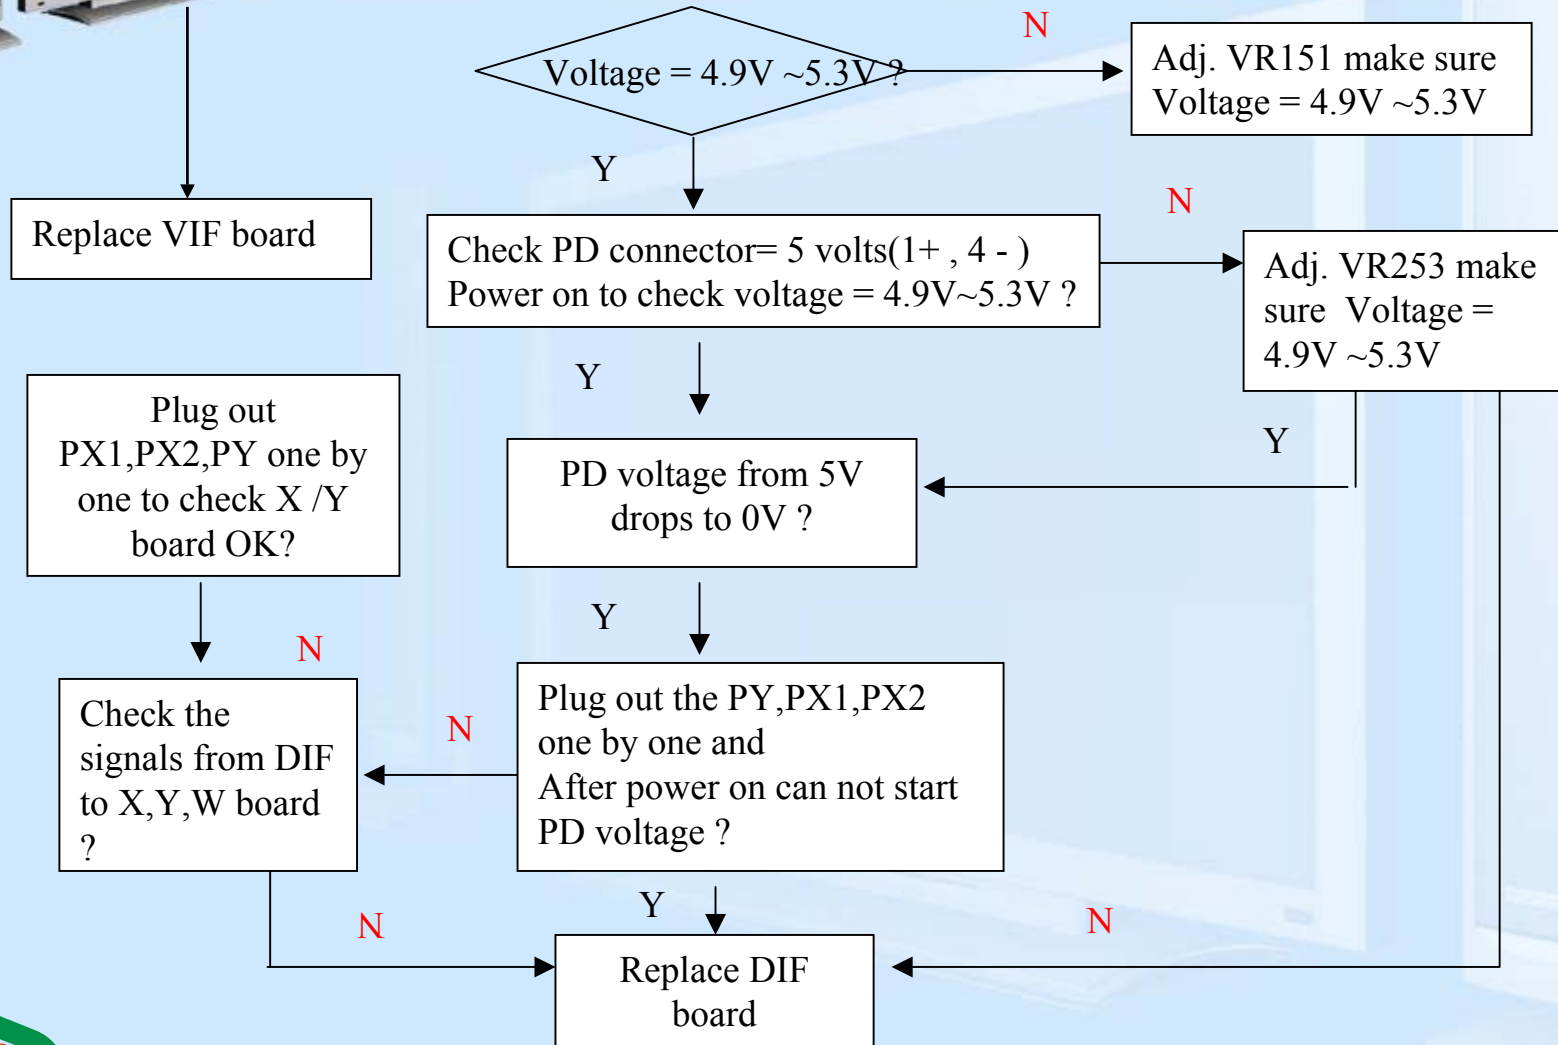 Voltage = 4.9V ~5.3V ?
N
Adj. VR151 make sure
Voltage = 4.9V ~5.3V
Y
N
Replace VIF board
Check PD connector= 5 volts(1+ , 4 - )
Power on to check voltage = 4.9V~5.3V ?
Adj. VR253 make
sure  Voltage =
4.9V ~5.3V
Y
Y
Plug out
PX1,PX2,PY one by
one to check X /Y
board OK?
PD voltage from 5V
drops to 0V ?
Y
N
Check the
signals from DIF
to X,Y,W board
?
N
Plug out the PY,PX1,PX2
one by one and
After power on can not start
PD voltage ?
Y
N
N
Replace DIF
board